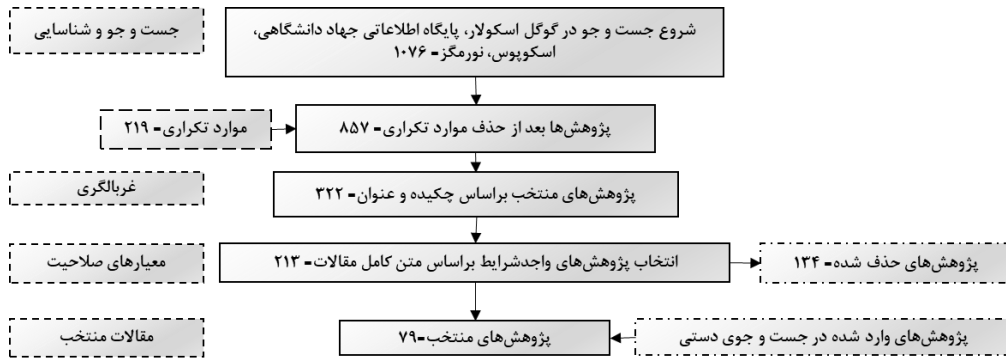 جست و جو و شناسایی
شروع جست و جو در گوگل اسکولار، پایگاه اطلاعاتی جهاد دانشگاهی،
اسکوپوس، نورمگز- ۱۰۷۶
پژوهش‌ها بعد از حذف موارد تکراری- ۸۵۷
موارد تکراری- ۲۱۹
غربالگری
پژوهش‌های منتخب براساس چکیده و عنوان- ۳۲۲
معیارهای صلاحیت
انتخاب پژوهش‌های واجدشرایط براساس متن کامل مقالات- ۲۱۳
پژوهش‌های حذف شده- ۱۳۴
مقالات منتخب
پژوهش‌های منتخب-۷۹
پژوهش‌های وارد شده در جست و جوی دستی